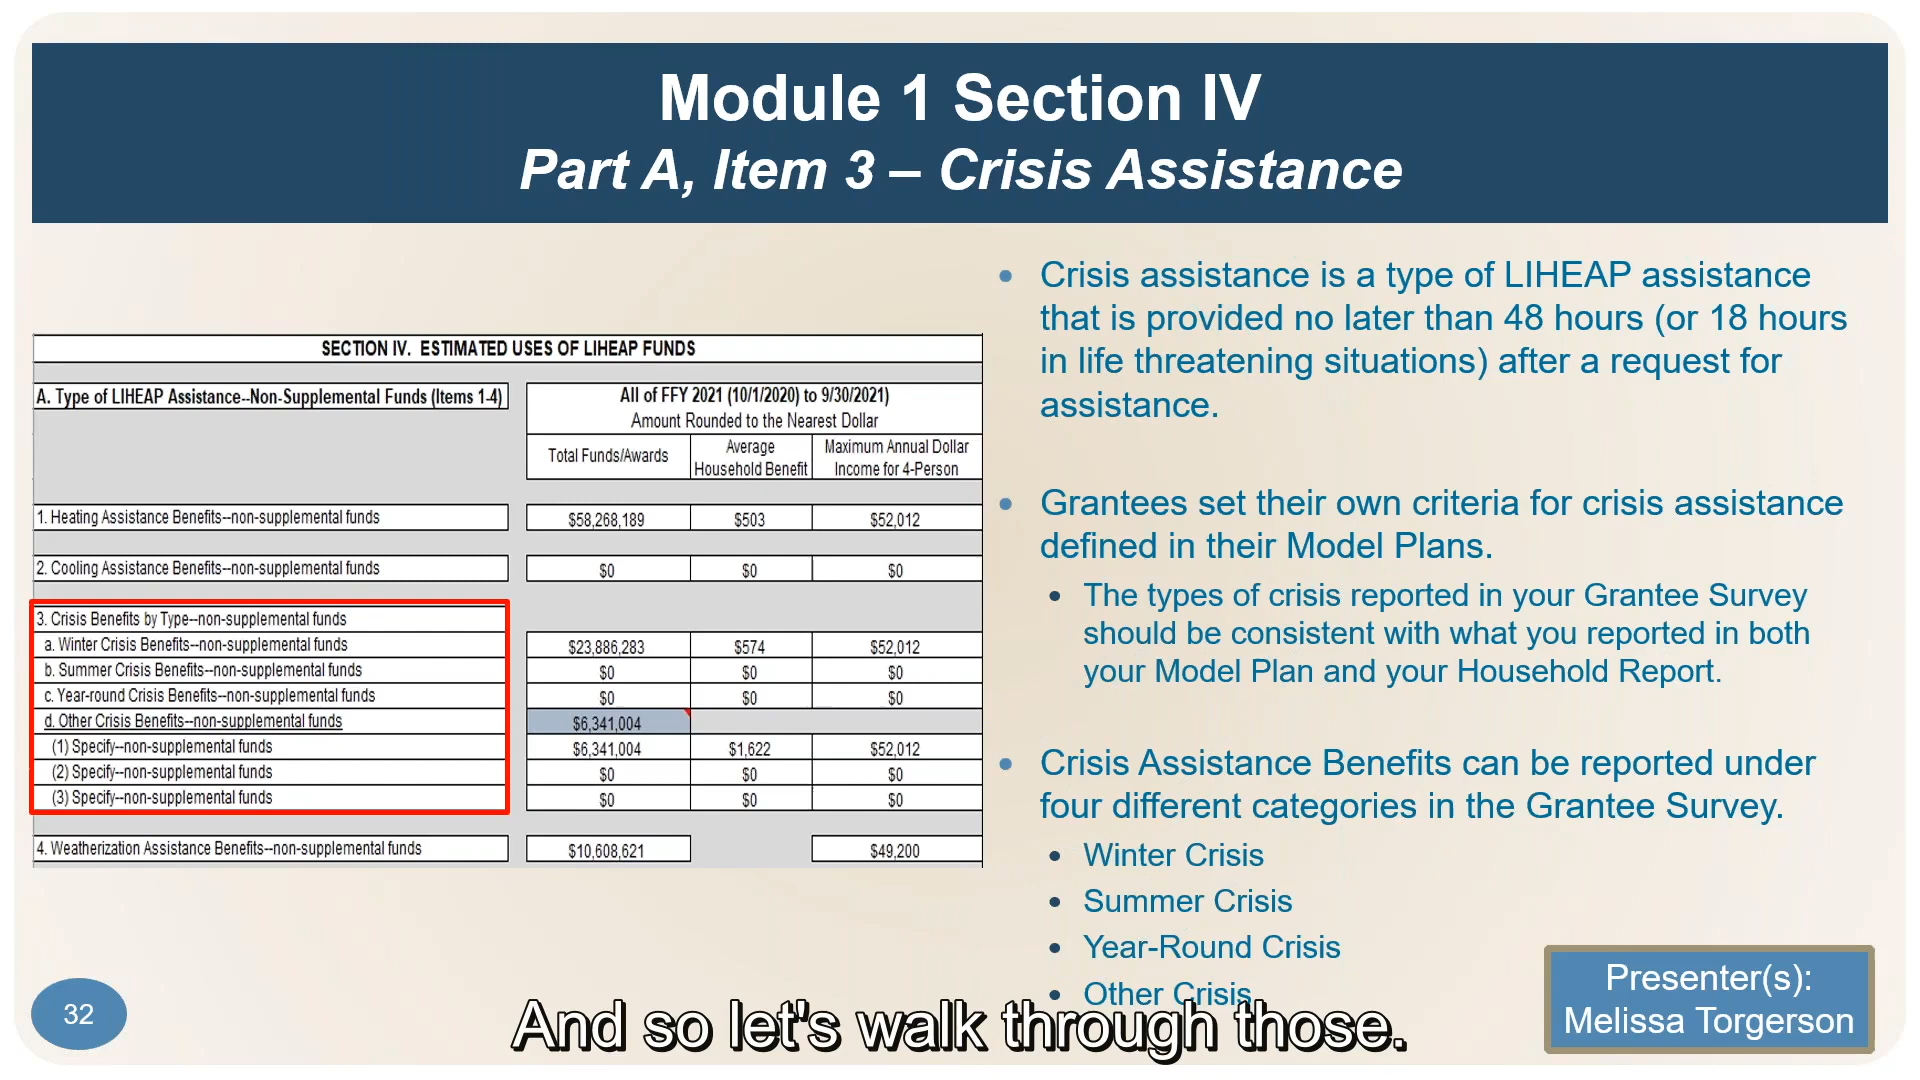 Module 1 Section IV
Part A, Item 3 – Crisis Assistance
SECTION IV. ESTIMATED USES OF LIHEAP FUNDS
A. Type of LIHEAP Assistance--Non-Supplemental Funds (Items 1-4)
All of FFY 2021 (10/1/2020) to 9/30/2021)
Amount Rounded to the Nearest Dollar
Total Funds/Awards
Average
Household Benefit
Maximum Annual Dollar
Income for 4-Person
1. Heating Assistance Benefits--non-supplemental funds $58,268,189 $503 $52,012
2. Cooling Assistance Benefits--non-supplemental funds $0 $0 $0
3. Crisis Benefits by Type--non-supplemental funds
a. Winter Crisis Benefits--non-supplemental funds $23,886,283 $574 $52,012
b. Summer Crisis Benefits--non-supplemental funds $0 $0 $0
c. Year-round Crisis Benefits--non-supplemental funds $0 $0 $0
d. Other Crisis Benefits--non-supplemental funds $6,341,004
(1) Specify--non-supplemental funds $6,341,004 $1,622 $52,012
(2) Specify--non-supplemental funds $0 $0 $0
(3) Specify--non-supplemental funds $0 $0 $0
4. Weatherization Assistance Benefits--non-supplemental funds $10,608,621 $49,200
• Crisis assistance is a type of LIHEAP assistance
that is provided no later than 48 hours (or 18 hours
in life threatening situations) after a request for
assistance.
• Grantees set their own criteria for crisis assistance
defined in their Model Plans.
• The types of crisis reported in your Grantee Survey
should be consistent with what you reported in both
your Model Plan and your Household Report.
• Crisis Assistance Benefits can be reported under
four different categories in the Grantee Survey.
• Winter Crisis
• Summer Crisis
• Year-Round Crisis
• Other Crisis
Presenter(s):
Melissa Torgerson
32
And so let's walk through those.